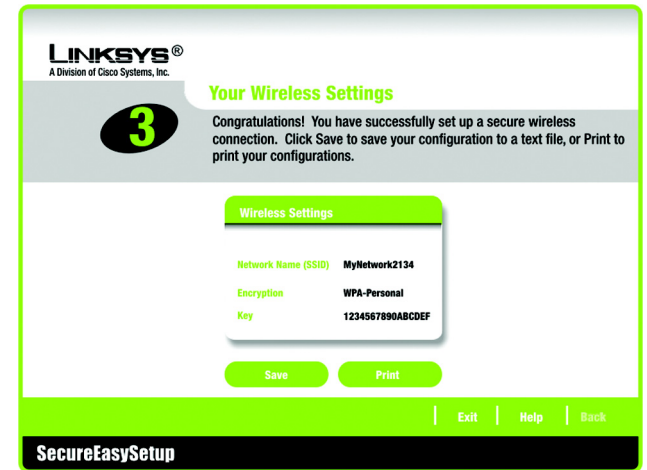 LINKSYS®
A Division of Cisco Systems, Inc.
Your Wireless Settings
3
Congratulations! You have successfully set up a secure wireless
connection. Click Save to save your configuration to a text file, or Print to
print your configurations.
Wireless Settings
Network Name (SSID) MyNetwork2134
Encryption WPA-Personal
Key 1234567890ABCDEF
Save Print
Exit Help Back
SecureEasySetup